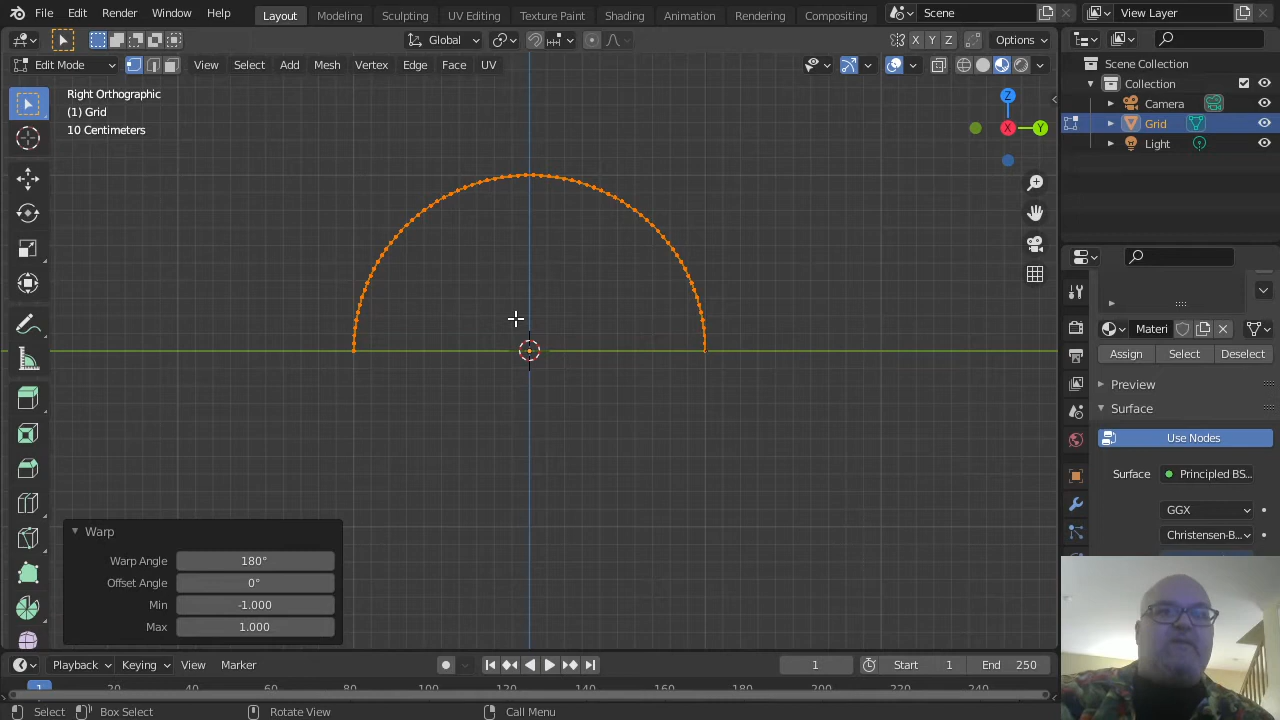 File Edit Render Window Help Layout Modeling Sculpting UV Editing Texture Paint Shading Animation Rendering Compositing Scene View Layer
Global X Y Z Options
Edit Mode View Select Add Mesh Vertex Edge Face UV
Right Orthographic
(1) Grid
10 Centimeters
Z
X
Y
Scene Collection
Collection
Camera
Grid
Light
Materi
Assign Select Deselect
Preview
Surface
Use Nodes
Surface Principled BS...
GGX
Christensen-B...
Warp
Warp Angle 180°
Offset Angle 0°
Min -1.000
Max 1.000
Playback Keying View Marker 1 Start 1 End 250
1 20 40 60 80 100 120 140 160 180 200 220 240
Select Box Select Rotate View Call Menu